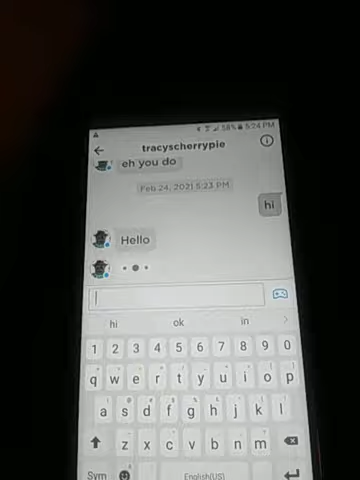 58% 5:24 PM
tracyscherrypie
eh you do
Feb 24, 2021 5:23 PM
hi
Hello
hi ok in
1 2 3 4 5 6 7 8 9 0
q w e r t y u i o p
a s d f g h j k l
z x c v b n m
Sym English(US)